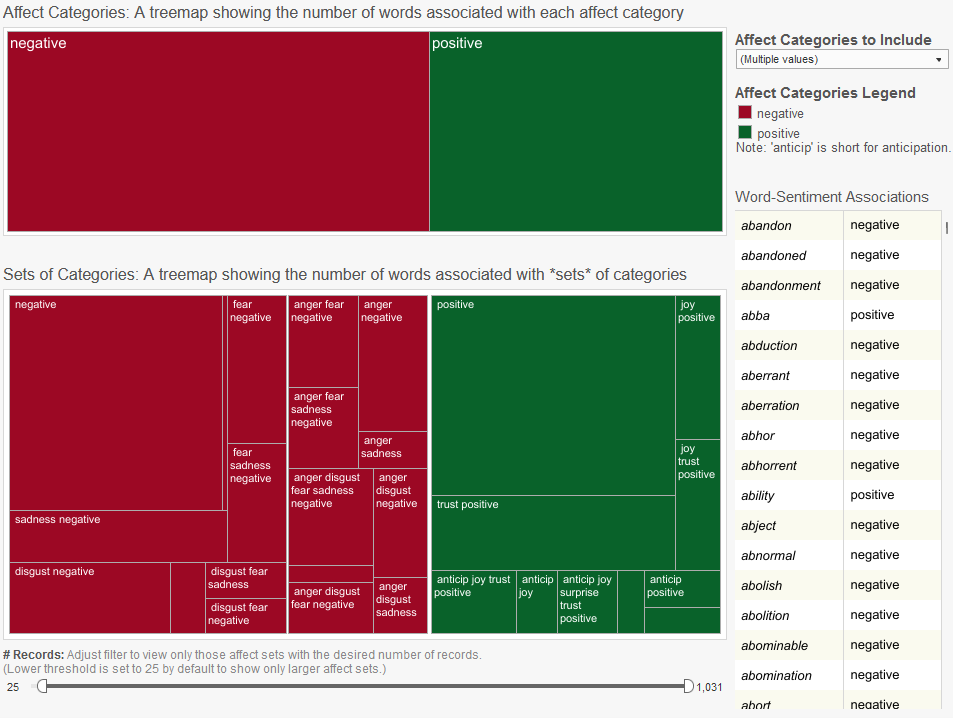 Affect Categories: A treemap showing the number of words associated with each affect category
negative
positive
Affect Categories to Include
(Multiple values)
Affect Categories Legend
negative
positive
Note: 'anticip' is short for anticipation.
Sets of Categories: A treemap showing the number of words associated with *sets* of categories
negative
fear
negative
fear
sadness
negative
sadness negative
disgust negative
disgust fear
sadness
disgust fear
negative
anger fear
negative
anger
negative
anger fear
sadness
negative
anger
sadness
anger disgust
fear sadness
negative
anger
disgust
negative
anger disgust
fear negative
anger
disgust
sadness
positive
joy
positive
joy
trust
positive
trust positive
anticip joy trust
positive
anticip
joy
anticip joy
surprise
trust
positive
anticip
positive
# Records: Adjust filter to view only those affect sets with the desired number of records.
(Lower threshold is set to 25 by default to show only larger affect sets.)
25
1,031
Word-Sentiment Associations
abandon negative
abandoned negative
abandonment negative
abba positive
abduction negative
aberrant negative
aberration negative
abhor negative
abhorrent negative
ability positive
abject negative
abnormal negative
abolish negative
abolition negative
abominable negative
abomination negative
abort negative